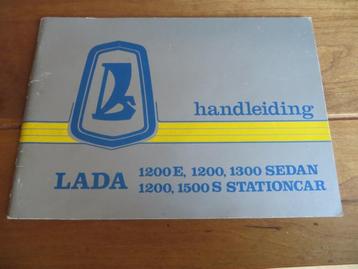 handleiding
LADA 1200E, 1200, 1300 SEDAN
1200, 1500S STATIONCAR